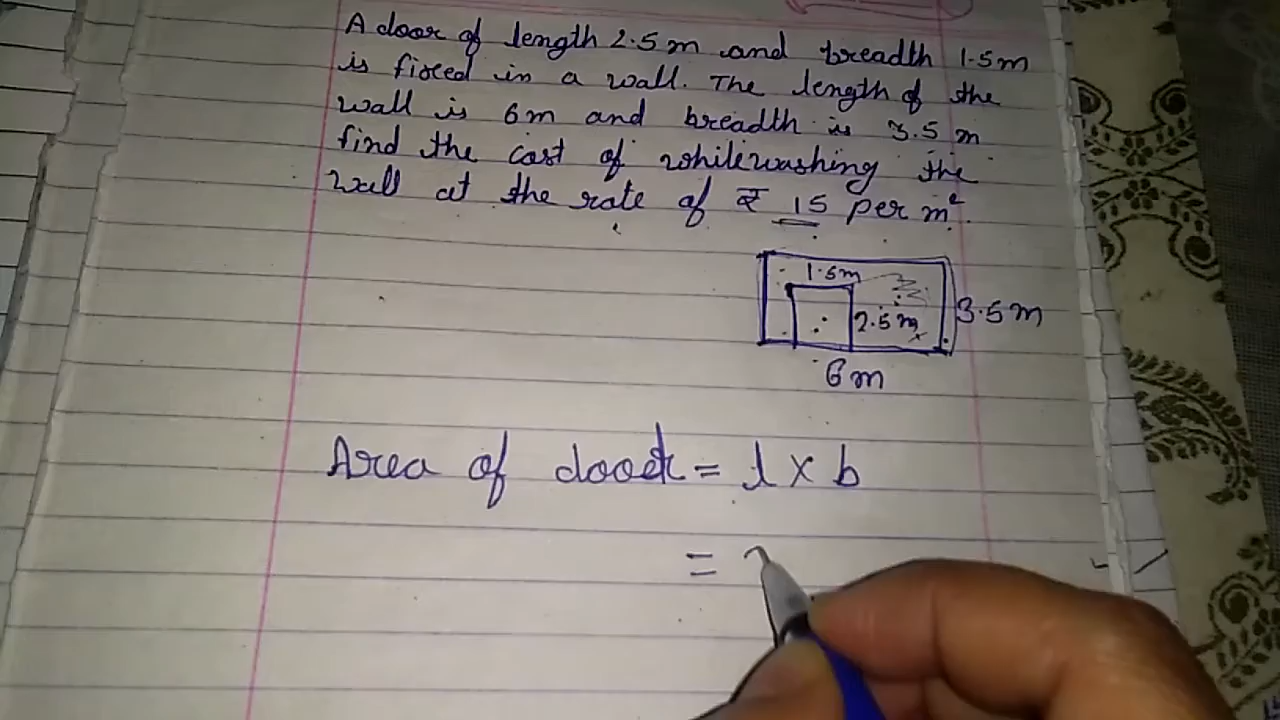 A door of length 2.5 m and breadth 1.5 m
is fixed in a wall. The length of the
wall is 6m and breadth is 3.5 m
find the cost of whitewashing the
wall at the rate of ₹ 15 per m².
1.5m
2.5 m
3.5 m
6 m
Area of door = l × b
=